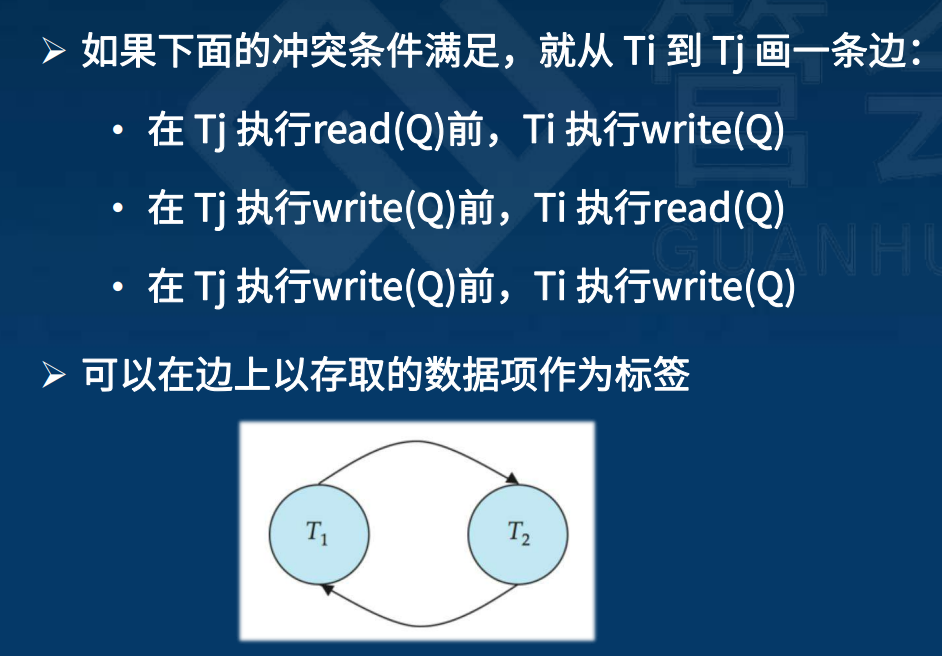 ➢ 如果下面的冲突条件满足，就从 Ti 到 Tj 画一条边：
• 在 Tj 执行read(Q)前，Ti 执行write(Q)
• 在 Tj 执行write(Q)前，Ti 执行read(Q)
• 在 Tj 执行write(Q)前，Ti 执行write(Q)
➢ 可以在边上以存取的数据项作为标签
T₁ T₂